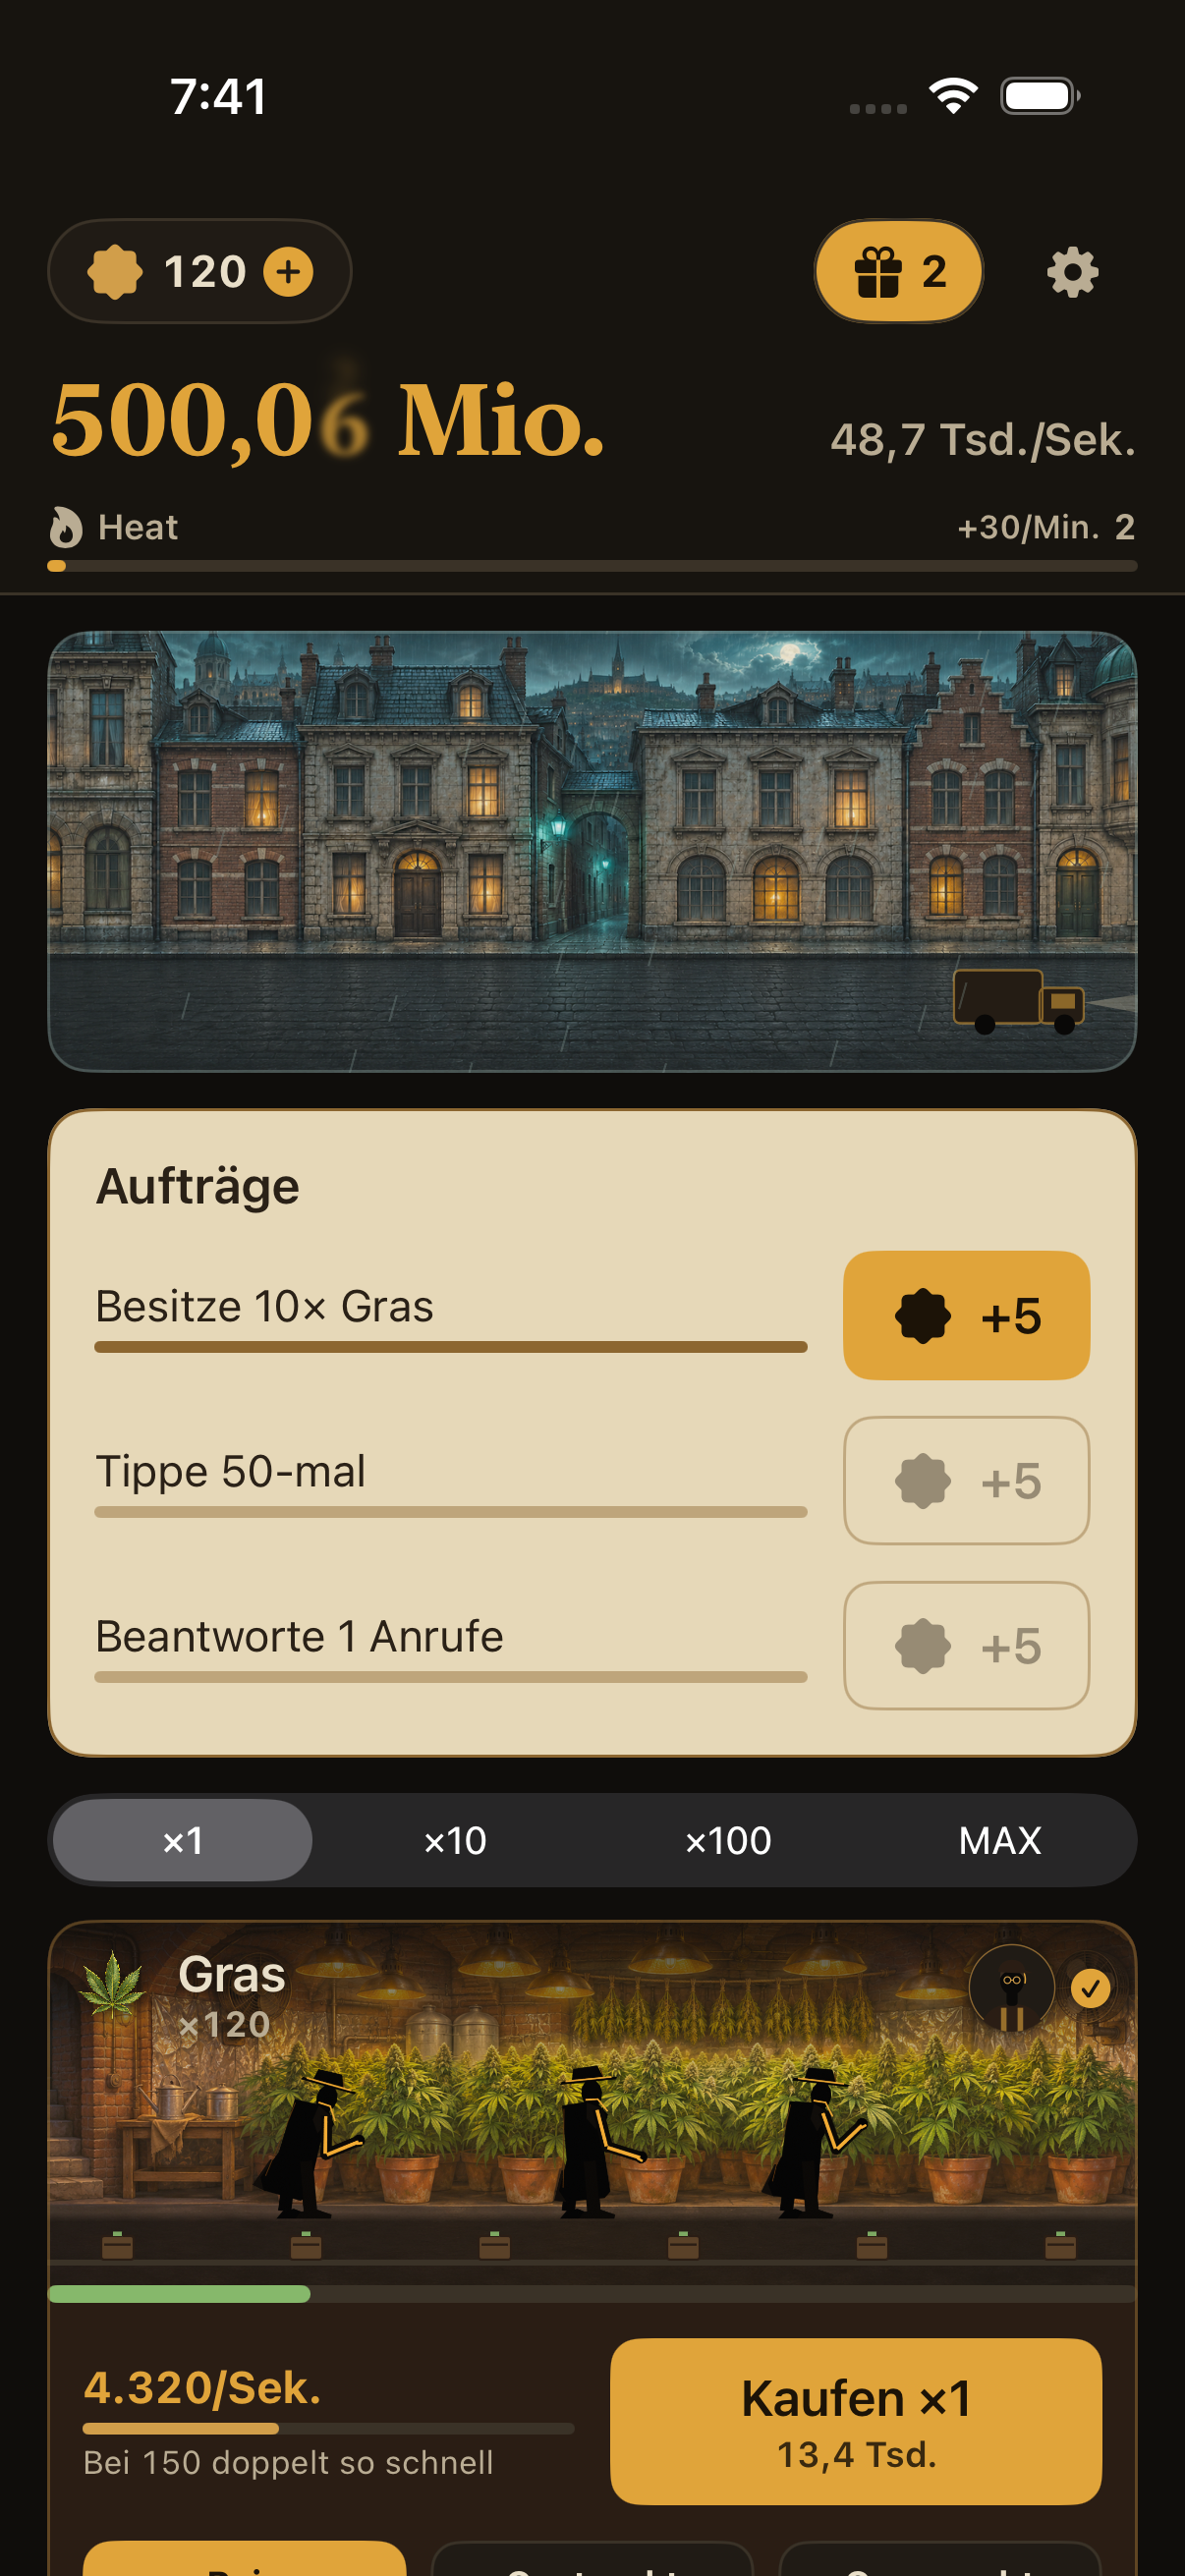 7:41
120 +
2
500,06 Mio.
48,7 Tsd./Sek.
Heat
+30/Min. 2
Aufträge
Besitze 10× Gras
+5
Tippe 50-mal
+5
Beantworte 1 Anrufe
+5
×1 ×10 ×100 MAX
Gras
×120
4.320/Sek.
Bei 150 doppelt so schnell
Kaufen ×1
13,4 Tsd.